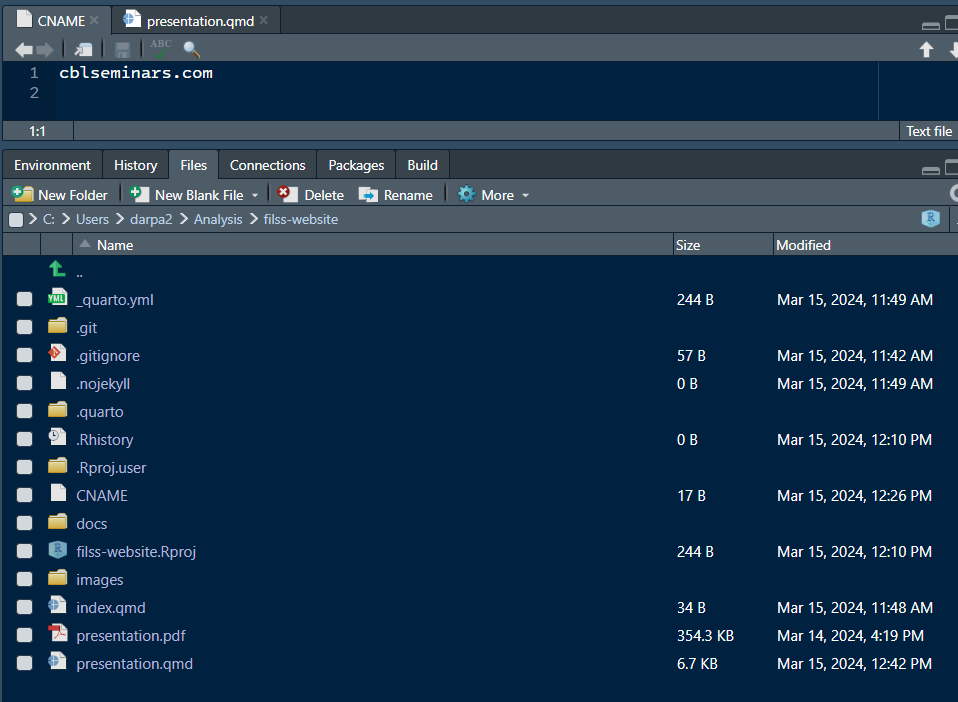 CNAME presentation.qmd
ABC
1 cblseminars.com
2
1:1 Text file
Environment History Files Connections Packages Build
New Folder New Blank File Delete Rename More
C: Users darpa2 Analysis filss-website R
Name Size Modified
..
YML _quarto.yml 244 B Mar 15, 2024, 11:49 AM
.git
.gitignore 57 B Mar 15, 2024, 11:42 AM
.nojekyll 0 B Mar 15, 2024, 11:49 AM
.quarto
.Rhistory 0 B Mar 15, 2024, 12:10 PM
.Rproj.user
CNAME 17 B Mar 15, 2024, 12:26 PM
docs
R filss-website.Rproj 244 B Mar 15, 2024, 12:10 PM
images
index.qmd 34 B Mar 15, 2024, 11:48 AM
presentation.pdf 354.3 KB Mar 14, 2024, 4:19 PM
presentation.qmd 6.7 KB Mar 15, 2024, 12:42 PM